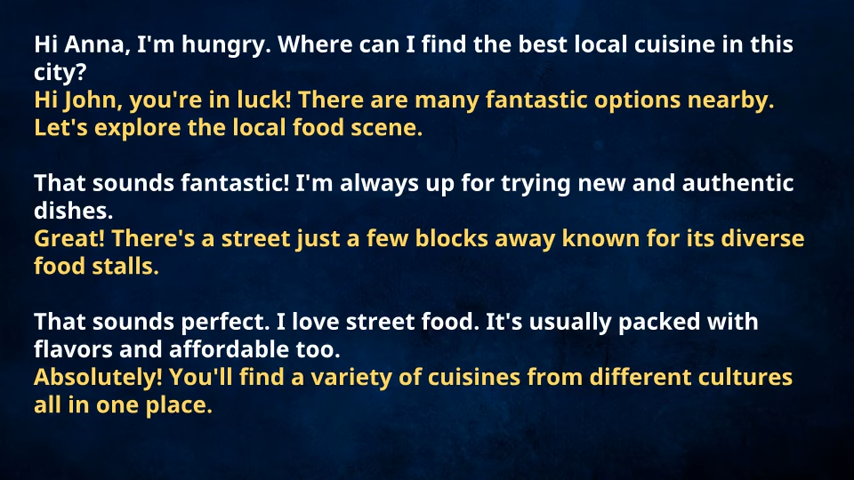 Hi Anna, I'm hungry. Where can I find the best local cuisine in this
city?
Hi John, you're in luck! There are many fantastic options nearby.
Let's explore the local food scene.
That sounds fantastic! I'm always up for trying new and authentic
dishes.
Great! There's a street just a few blocks away known for its diverse
food stalls.
That sounds perfect. I love street food. It's usually packed with
flavors and affordable too.
Absolutely! You'll find a variety of cuisines from different cultures
all in one place.